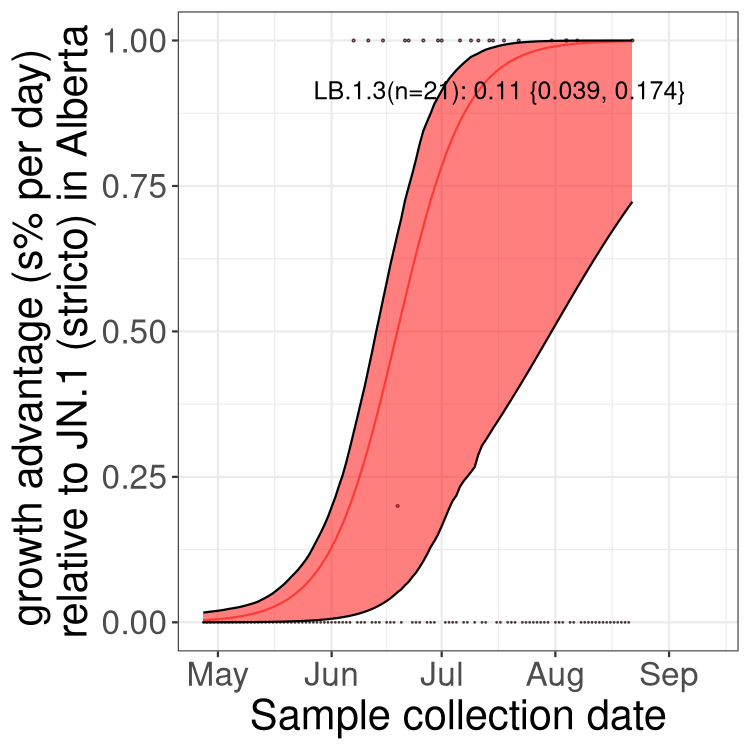 growth advantage (s% per day)
relative to JN.1 (stricto) in Alberta
1.00
0.75
0.50
0.25
0.00
LB.1.3(n=21): 0.11 {0.039, 0.174}
May Jun Jul Aug Sep
Sample collection date